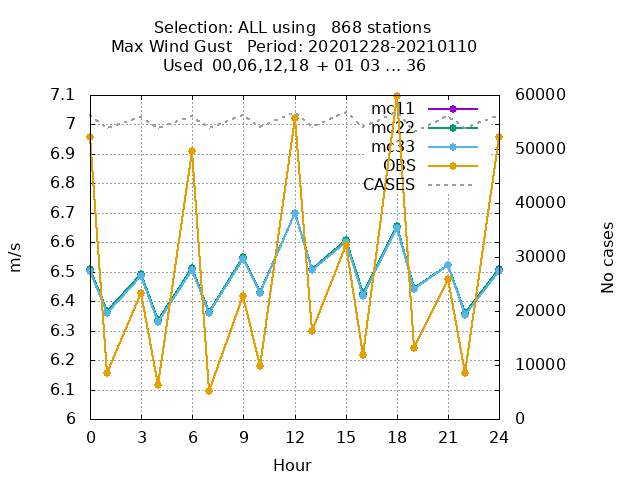 Selection: ALL using   868 stations
Max Wind Gust   Period: 20201228-20210110
Used  00,06,12,18 + 01 03 ... 36
7.1
7
6.9
6.8
6.7
6.6
6.5
6.4
6.3
6.2
6.1
6
60000
50000
40000
30000
20000
10000
0
mc11
mc22
mc33
OBS
CASES
m/s
No cases
0 3 6 9 12 15 18 21 24
Hour